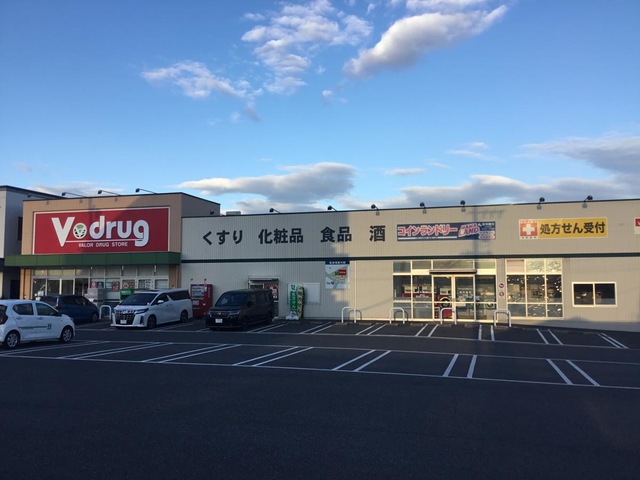 V drug
VALOR DRUG STORE
くすり 化粧品 食品 酒
コインランドリー
処方せん受付